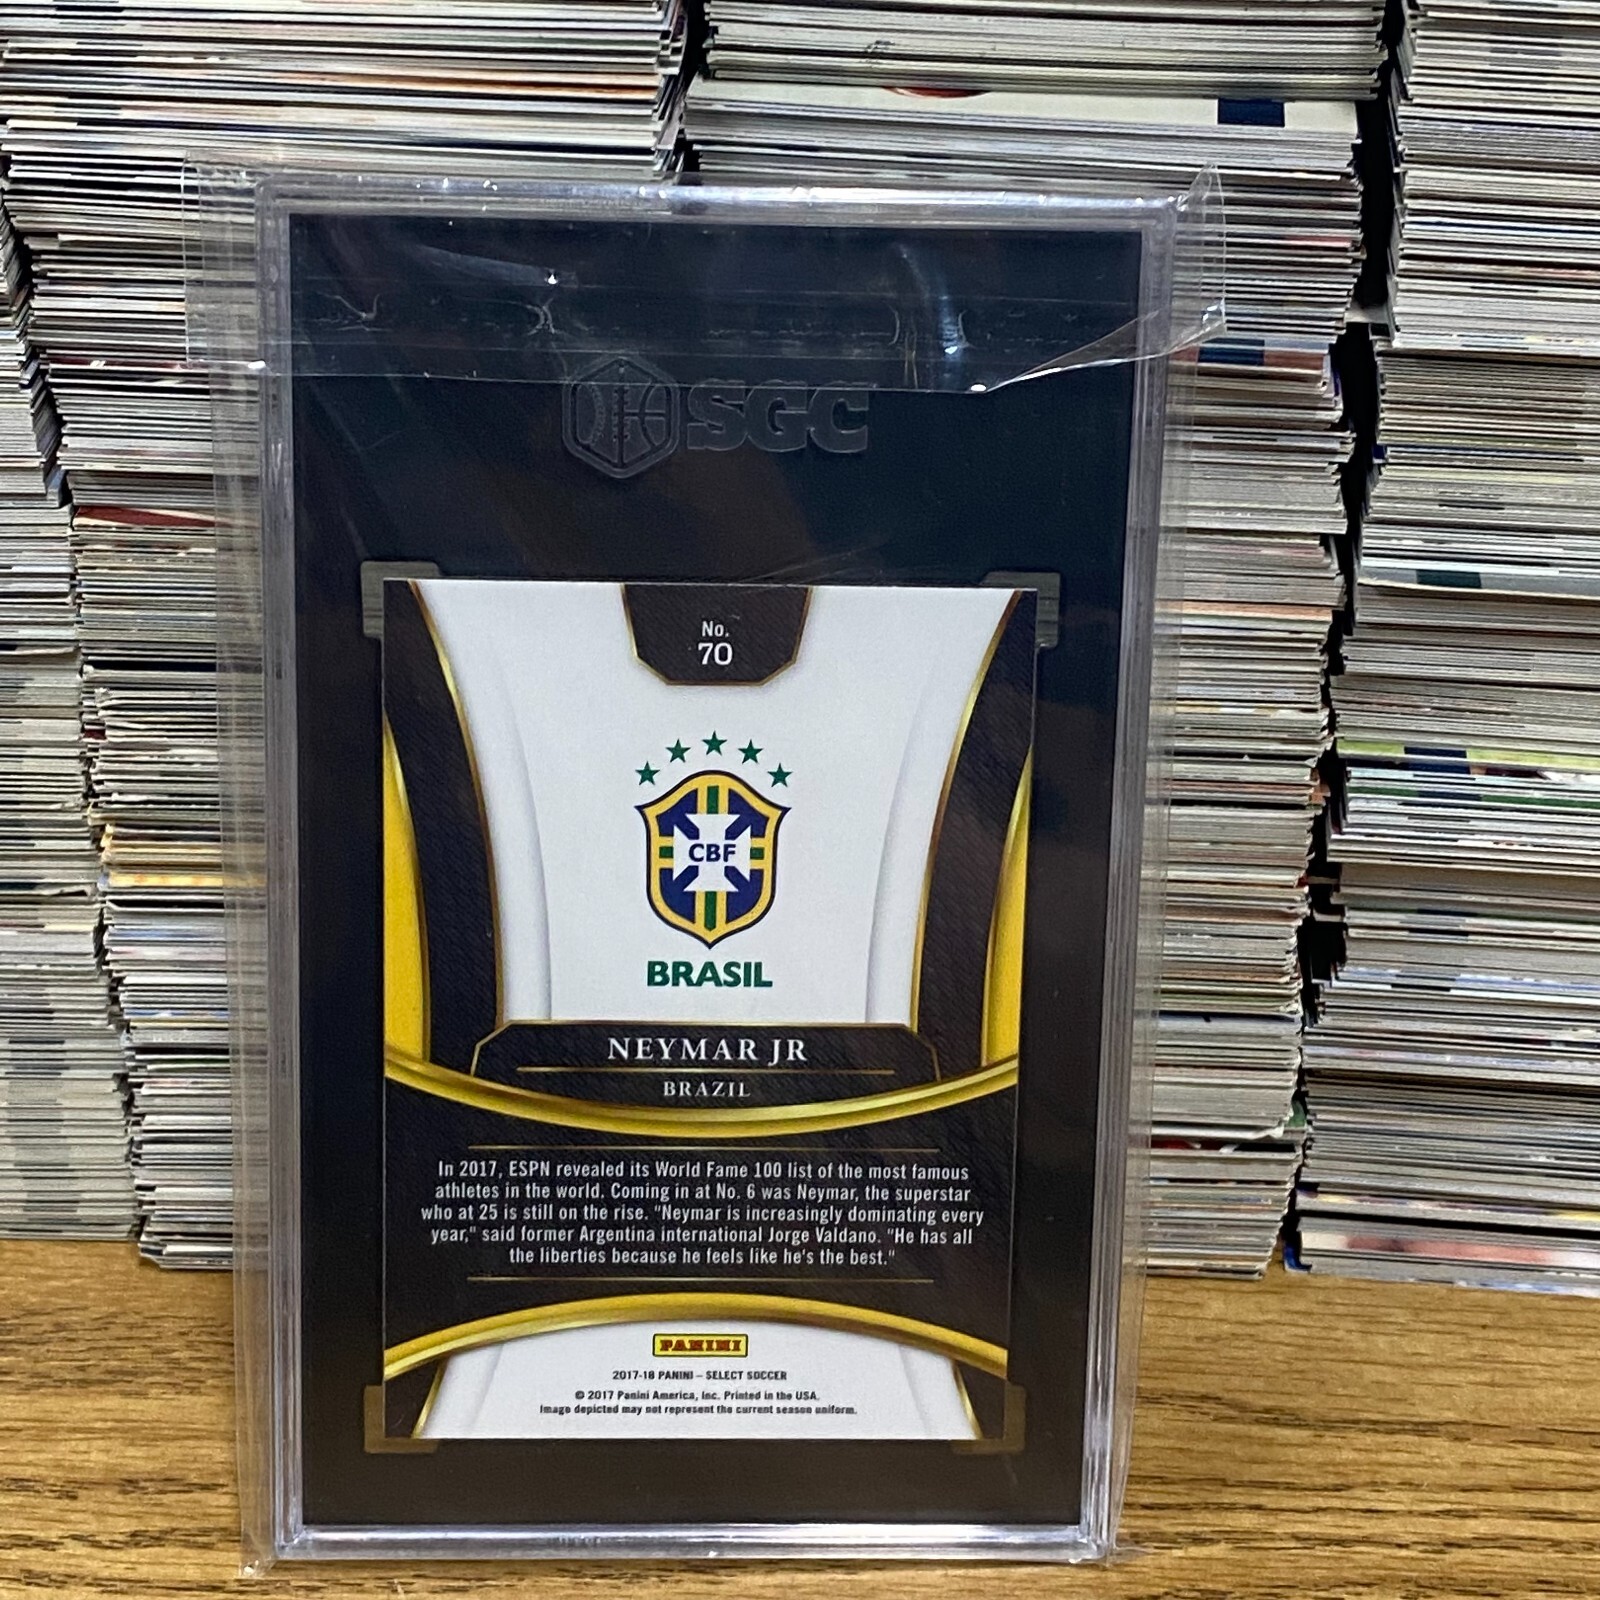 SGC
No.
70
CBF
BRASIL
NEYMAR JR
BRAZIL
In 2017, ESPN revealed its World Fame 100 list of the most famous
athletes in the world. Coming in at No. 6 was Neymar, the superstar
who at 25 is still on the rise. "Neymar is increasingly dominating every
year," said former Argentina international Jorge Valdano. "He has all
the liberties because he feels like he's the best."
PANINI
2017-18 PANINI – SELECT SOCCER
© 2017 Panini America, Inc. Printed in the USA.
Image depicted may not represent the current season uniform.